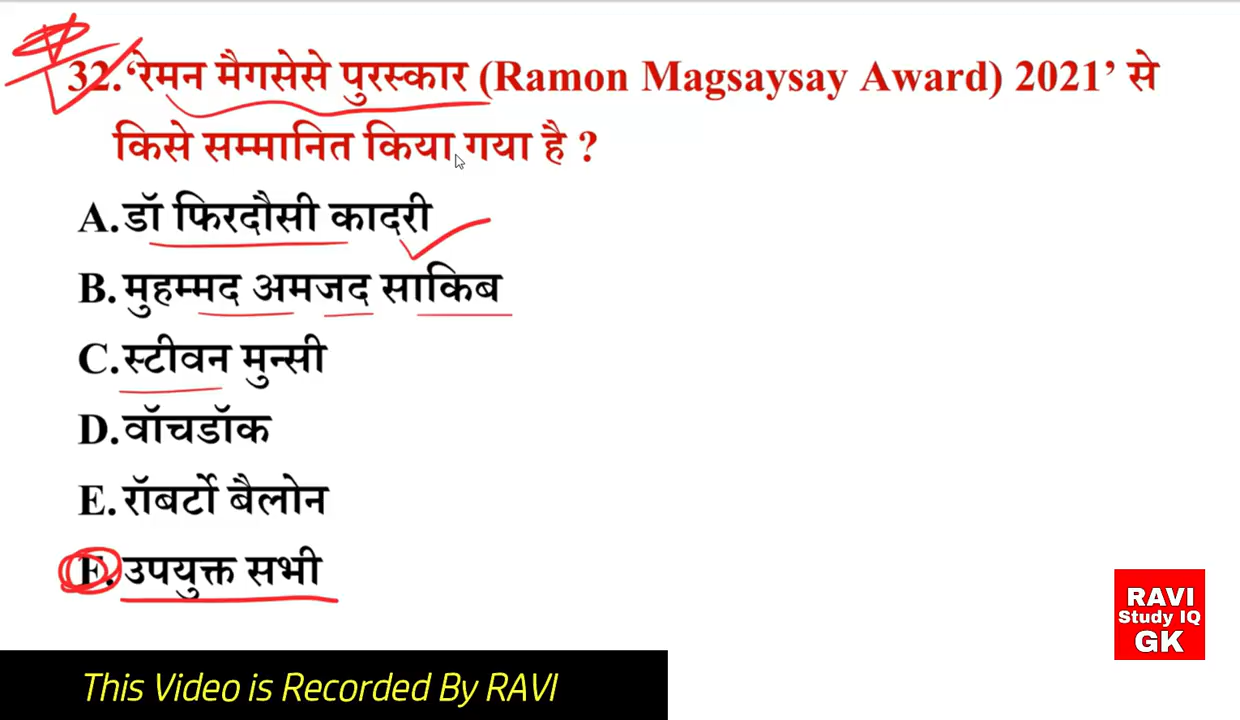 32. ‘रेमन मैगसेसे पुरस्कार (Ramon Magsaysay Award) 2021’ से
किसे सम्मानित किया गया है ?
A. डॉ फिरदौसी कादरी
B. मुहम्मद अमजद साकिब
C. स्टीवन मुन्सी
D. वॉचडॉक
E. रॉबर्टो बैलोन
F. उपयुक्त सभी
RAVI
Study IQ
GK
This Video is Recorded By RAVI